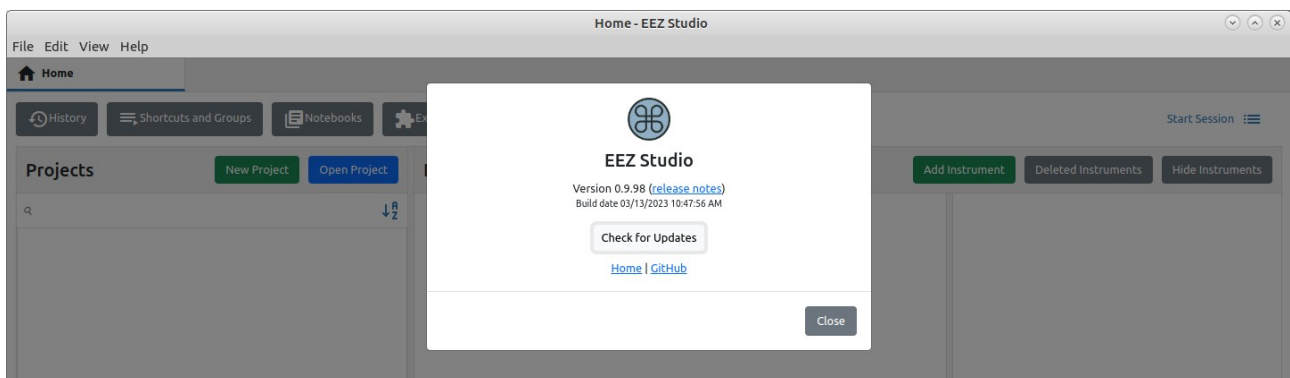 Home - EEZ Studio
File Edit View Help
Home
History Shortcuts and Groups Notebooks
Start Session
Projects New Project Open Project
Add Instrument Deleted Instruments Hide Instruments
EEZ Studio
Version 0.9.98 (release notes)
Build date 03/13/2023 10:47:56 AM
Check for Updates
Home | GitHub
Close